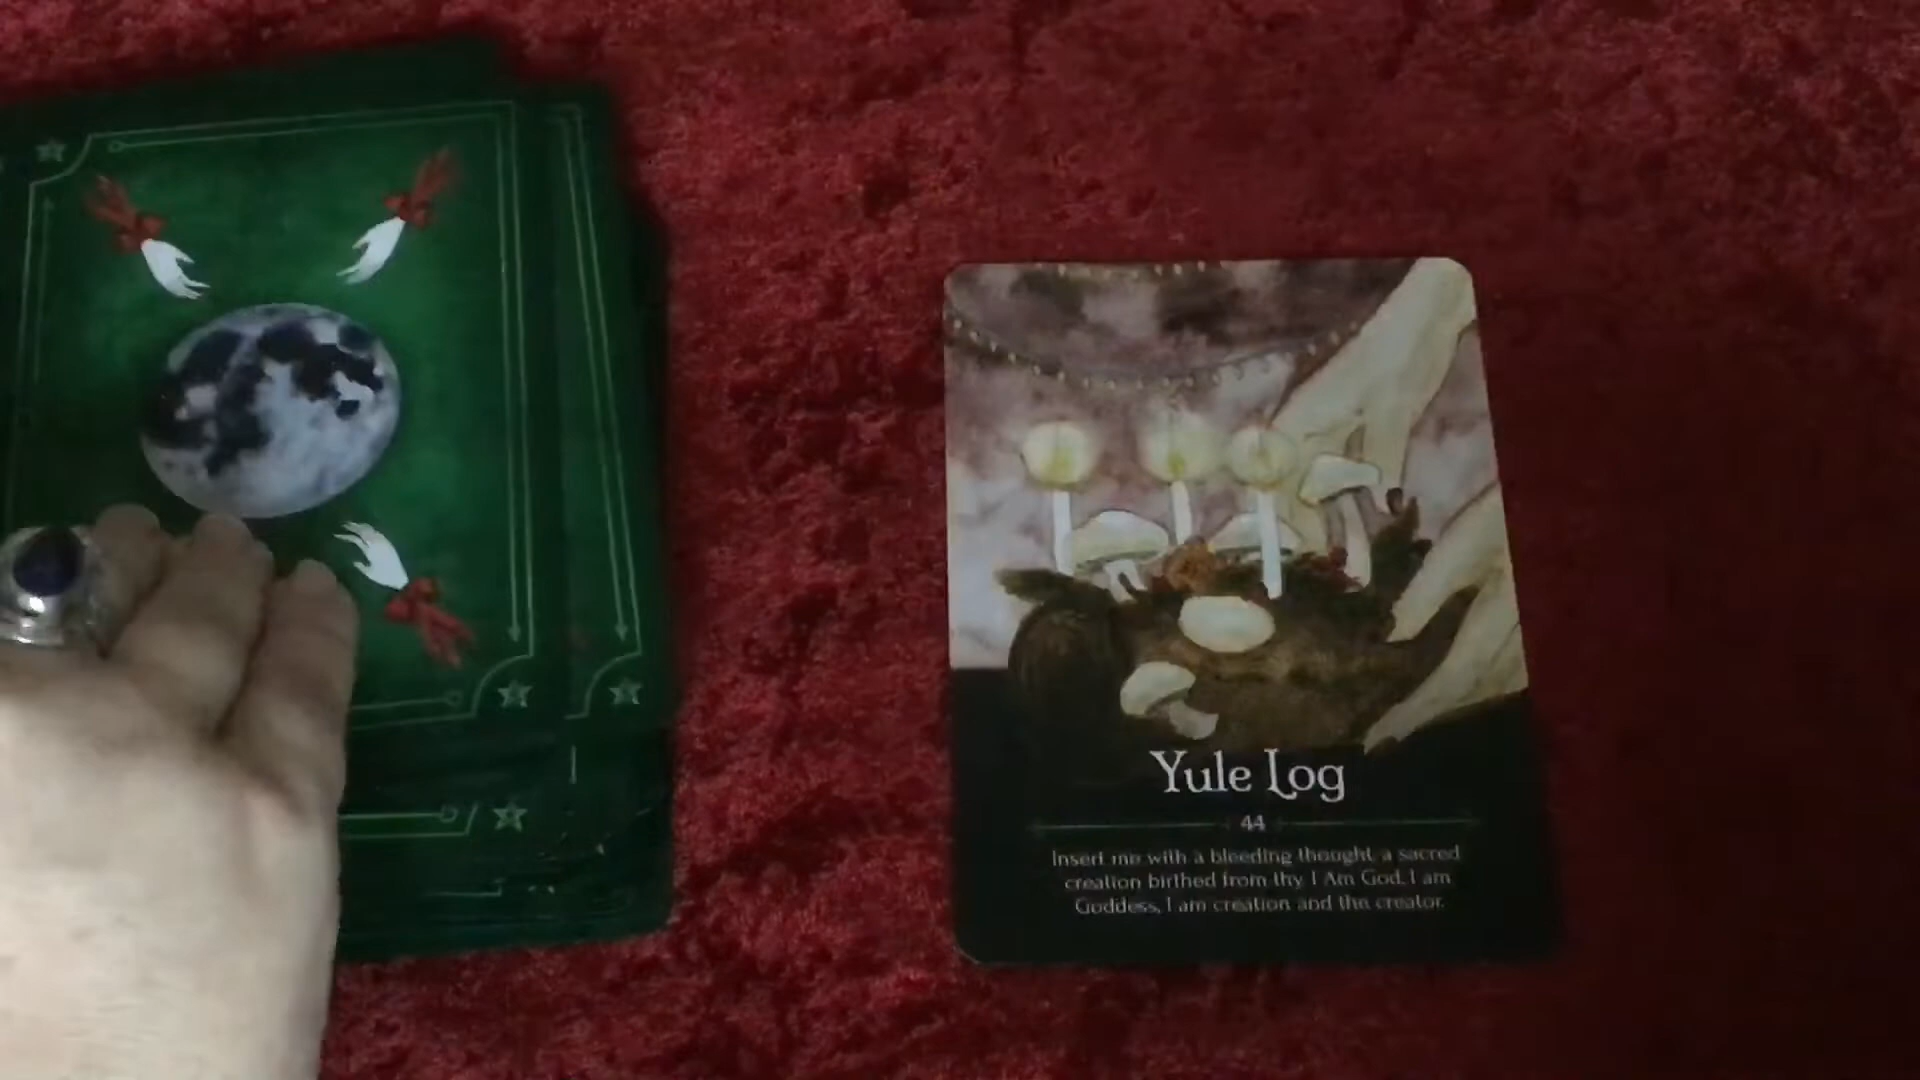 Yule Log
44
Insert me with a bleeding thought, a sacred
creation birthed from thy I Am God, I am
Goddess, I am creation and the creator.